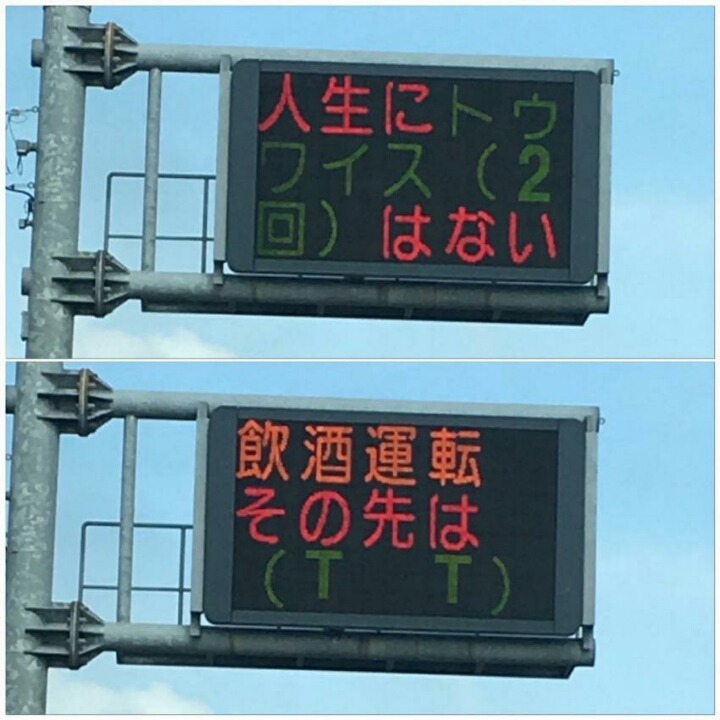 人生にトゥ
ワイス（2
回）はない
飲酒運転
その先は
（T　T）